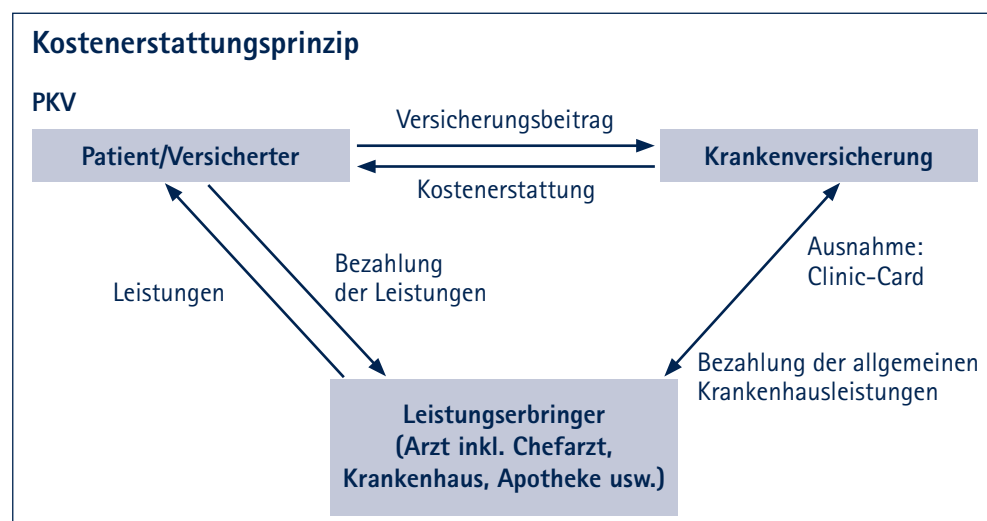 Kostenerstattungsprinzip
PKV
Versicherungsbeitrag
Patient/Versicherter
Krankenversicherung
Kostenerstattung
Ausnahme:
Clinic-Card
Bezahlung
der Leistungen
Leistungen
Bezahlung der allgemeinen
Krankenhausleistungen
Leistungserbringer
(Arzt inkl. Chefarzt,
Krankenhaus, Apotheke usw.)